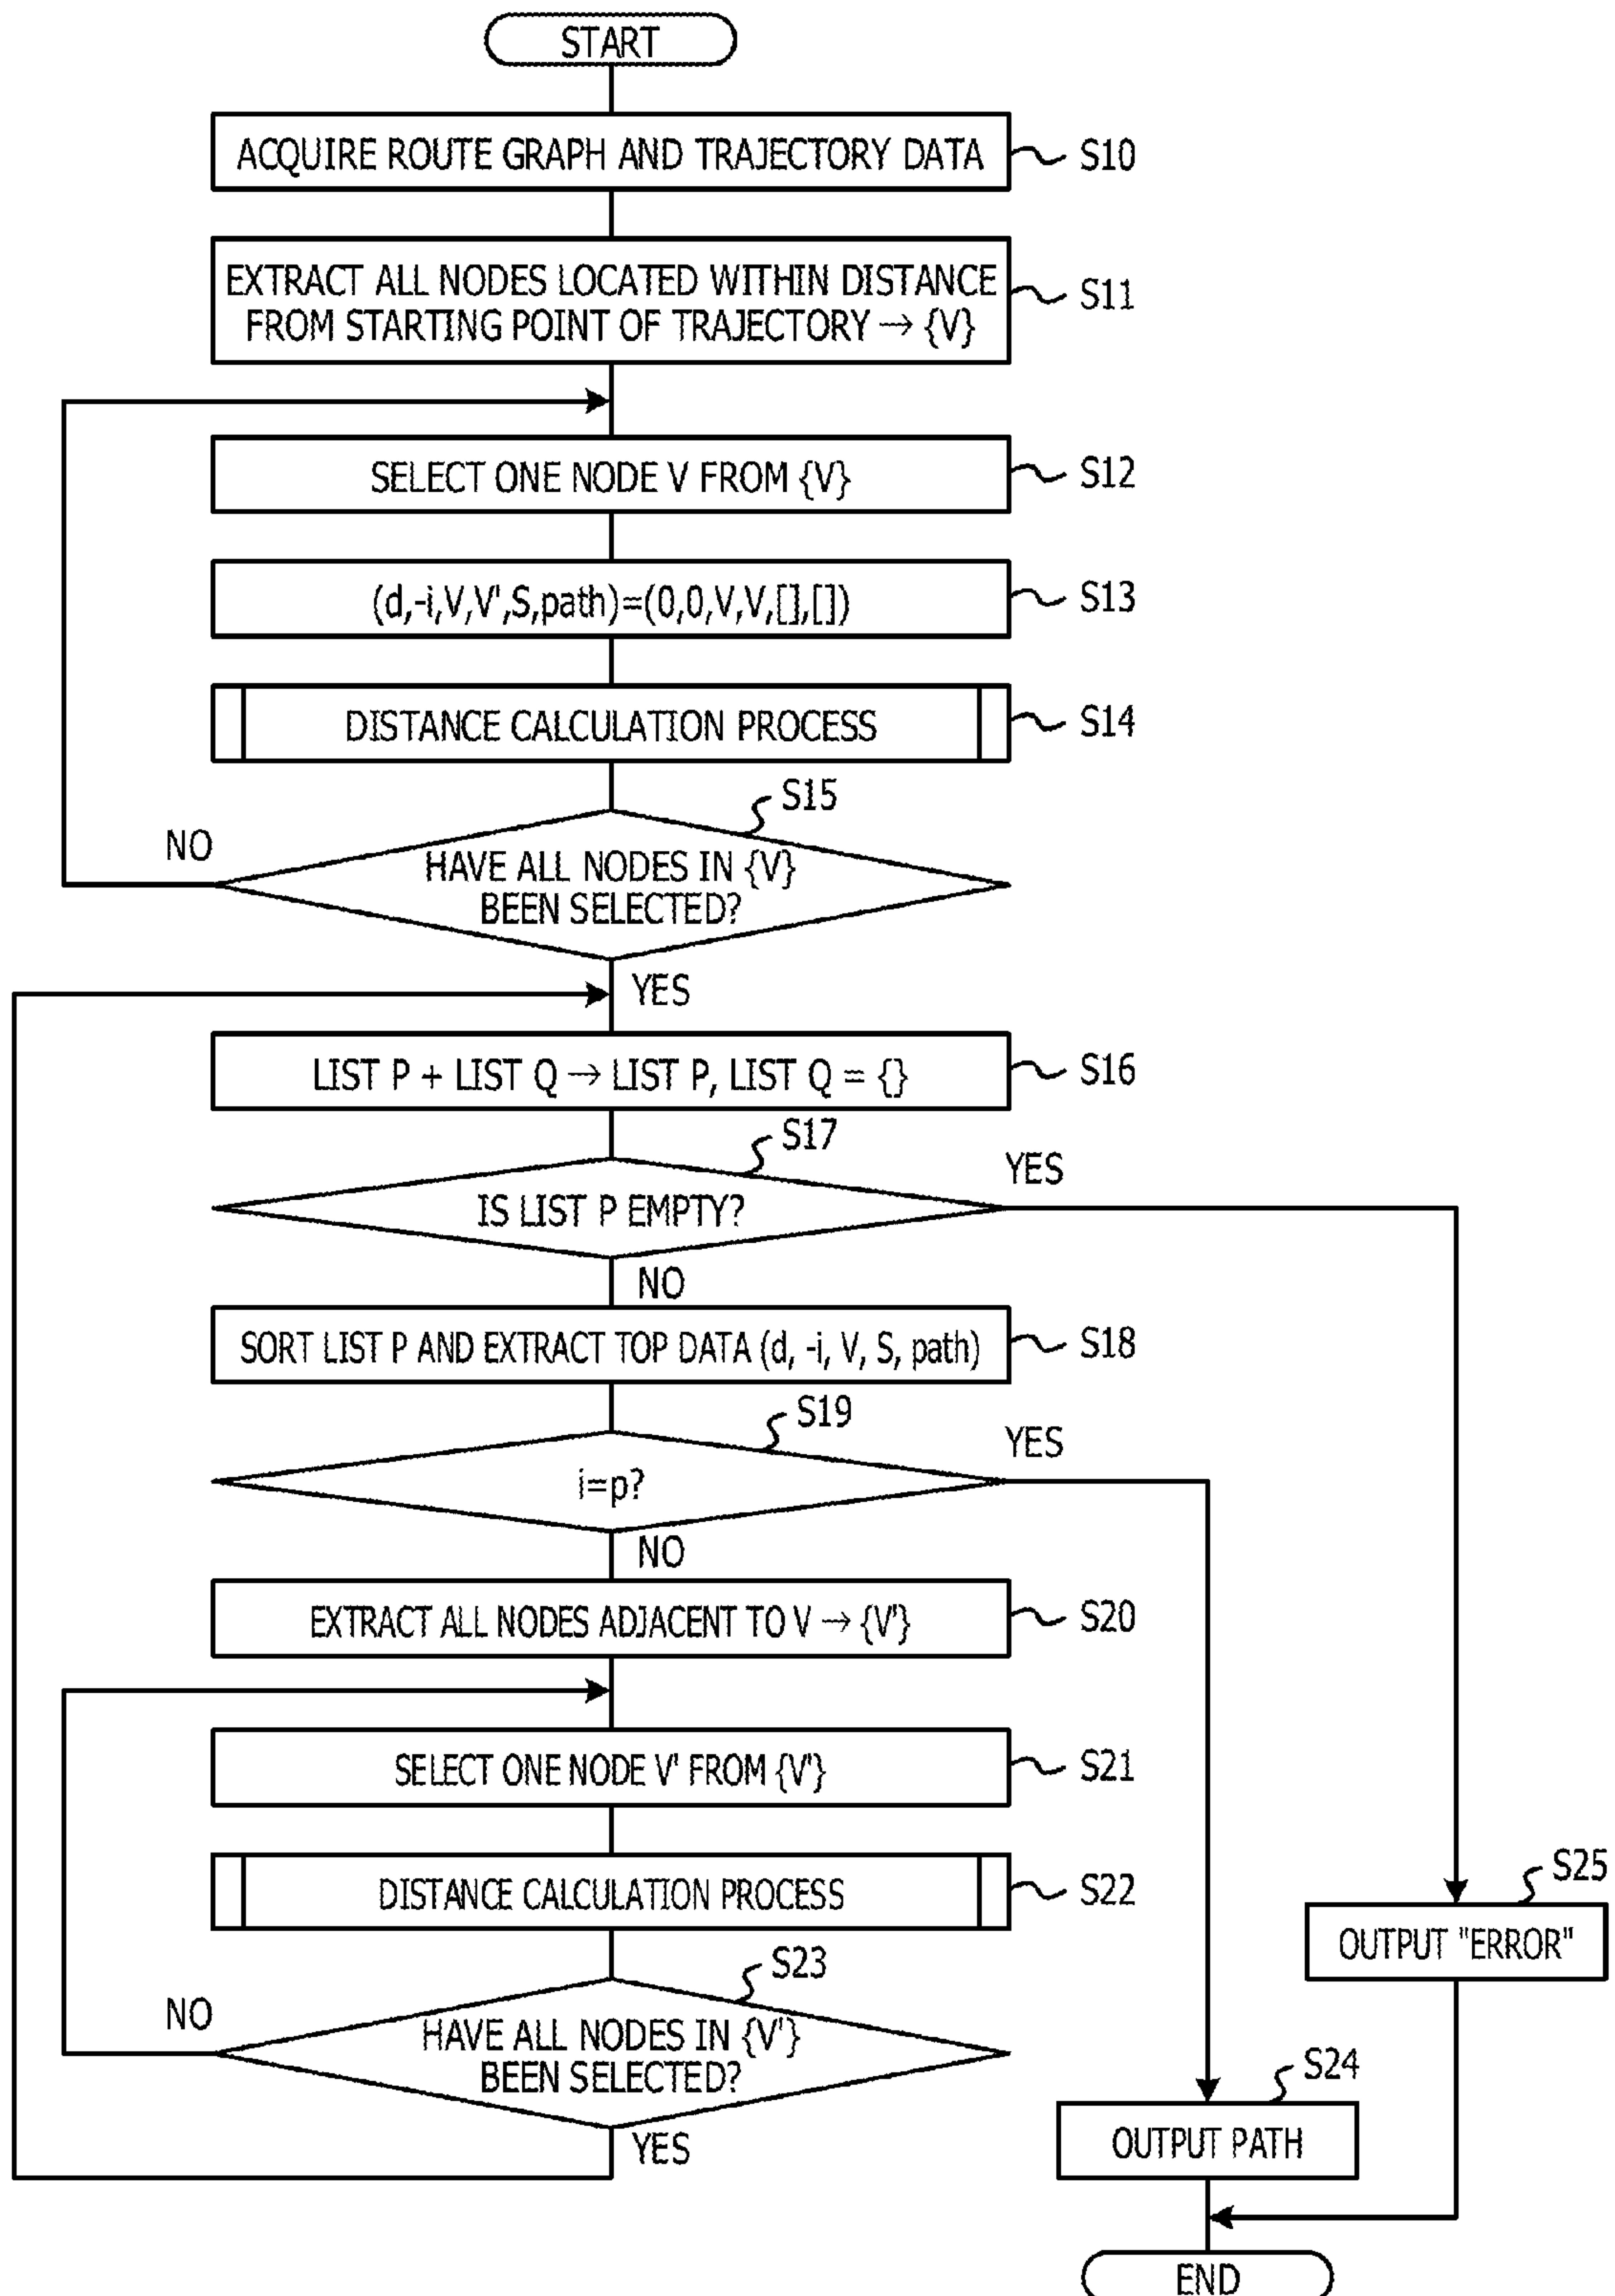 START
ACQUIRE ROUTE GRAPH AND TRAJECTORY DATA
S10
EXTRACT ALL NODES LOCATED WITHIN DISTANCE
FROM STARTING POINT OF TRAJECTORY → {V}
S11
SELECT ONE NODE V FROM {V}
S12
(d,-i,V,V',S,path)=(0,0,V,V,[],[])
S13
DISTANCE CALCULATION PROCESS
S14
S15
NO
HAVE ALL NODES IN {V}
BEEN SELECTED?
YES
LIST P + LIST Q → LIST P, LIST Q = {}
S16
S17
YES
IS LIST P EMPTY?
NO
SORT LIST P AND EXTRACT TOP DATA (d, -i, V, S, path)
S18
S19
YES
i=p?
NO
EXTRACT ALL NODES ADJACENT TO V → {V'}
S20
SELECT ONE NODE V' FROM {V'}
S21
DISTANCE CALCULATION PROCESS
S22
S25
OUTPUT "ERROR"
S23
NO
HAVE ALL NODES IN {V'}
BEEN SELECTED?
YES
S24
OUTPUT PATH
END